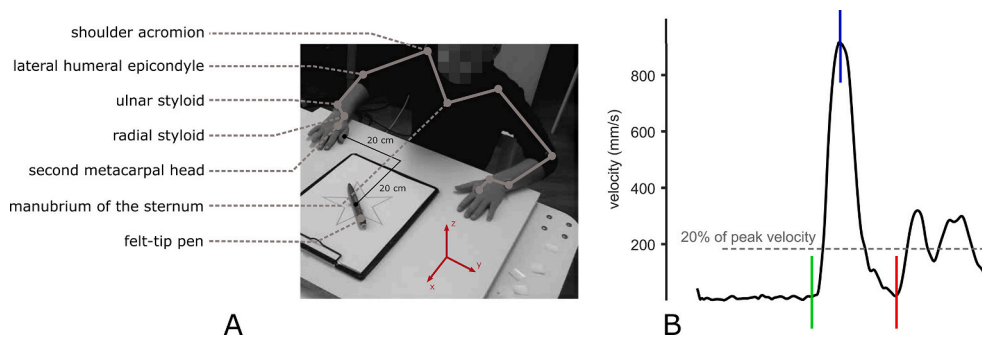 shoulder acromion
lateral humeral epicondyle
ulnar styloid
radial styloid
second metacarpal head
manubrium of the sternum
felt-tip pen
20 cm
20 cm
z
y
x
A
velocity (mm/s)
800
600
400
200
20% of peak velocity
B